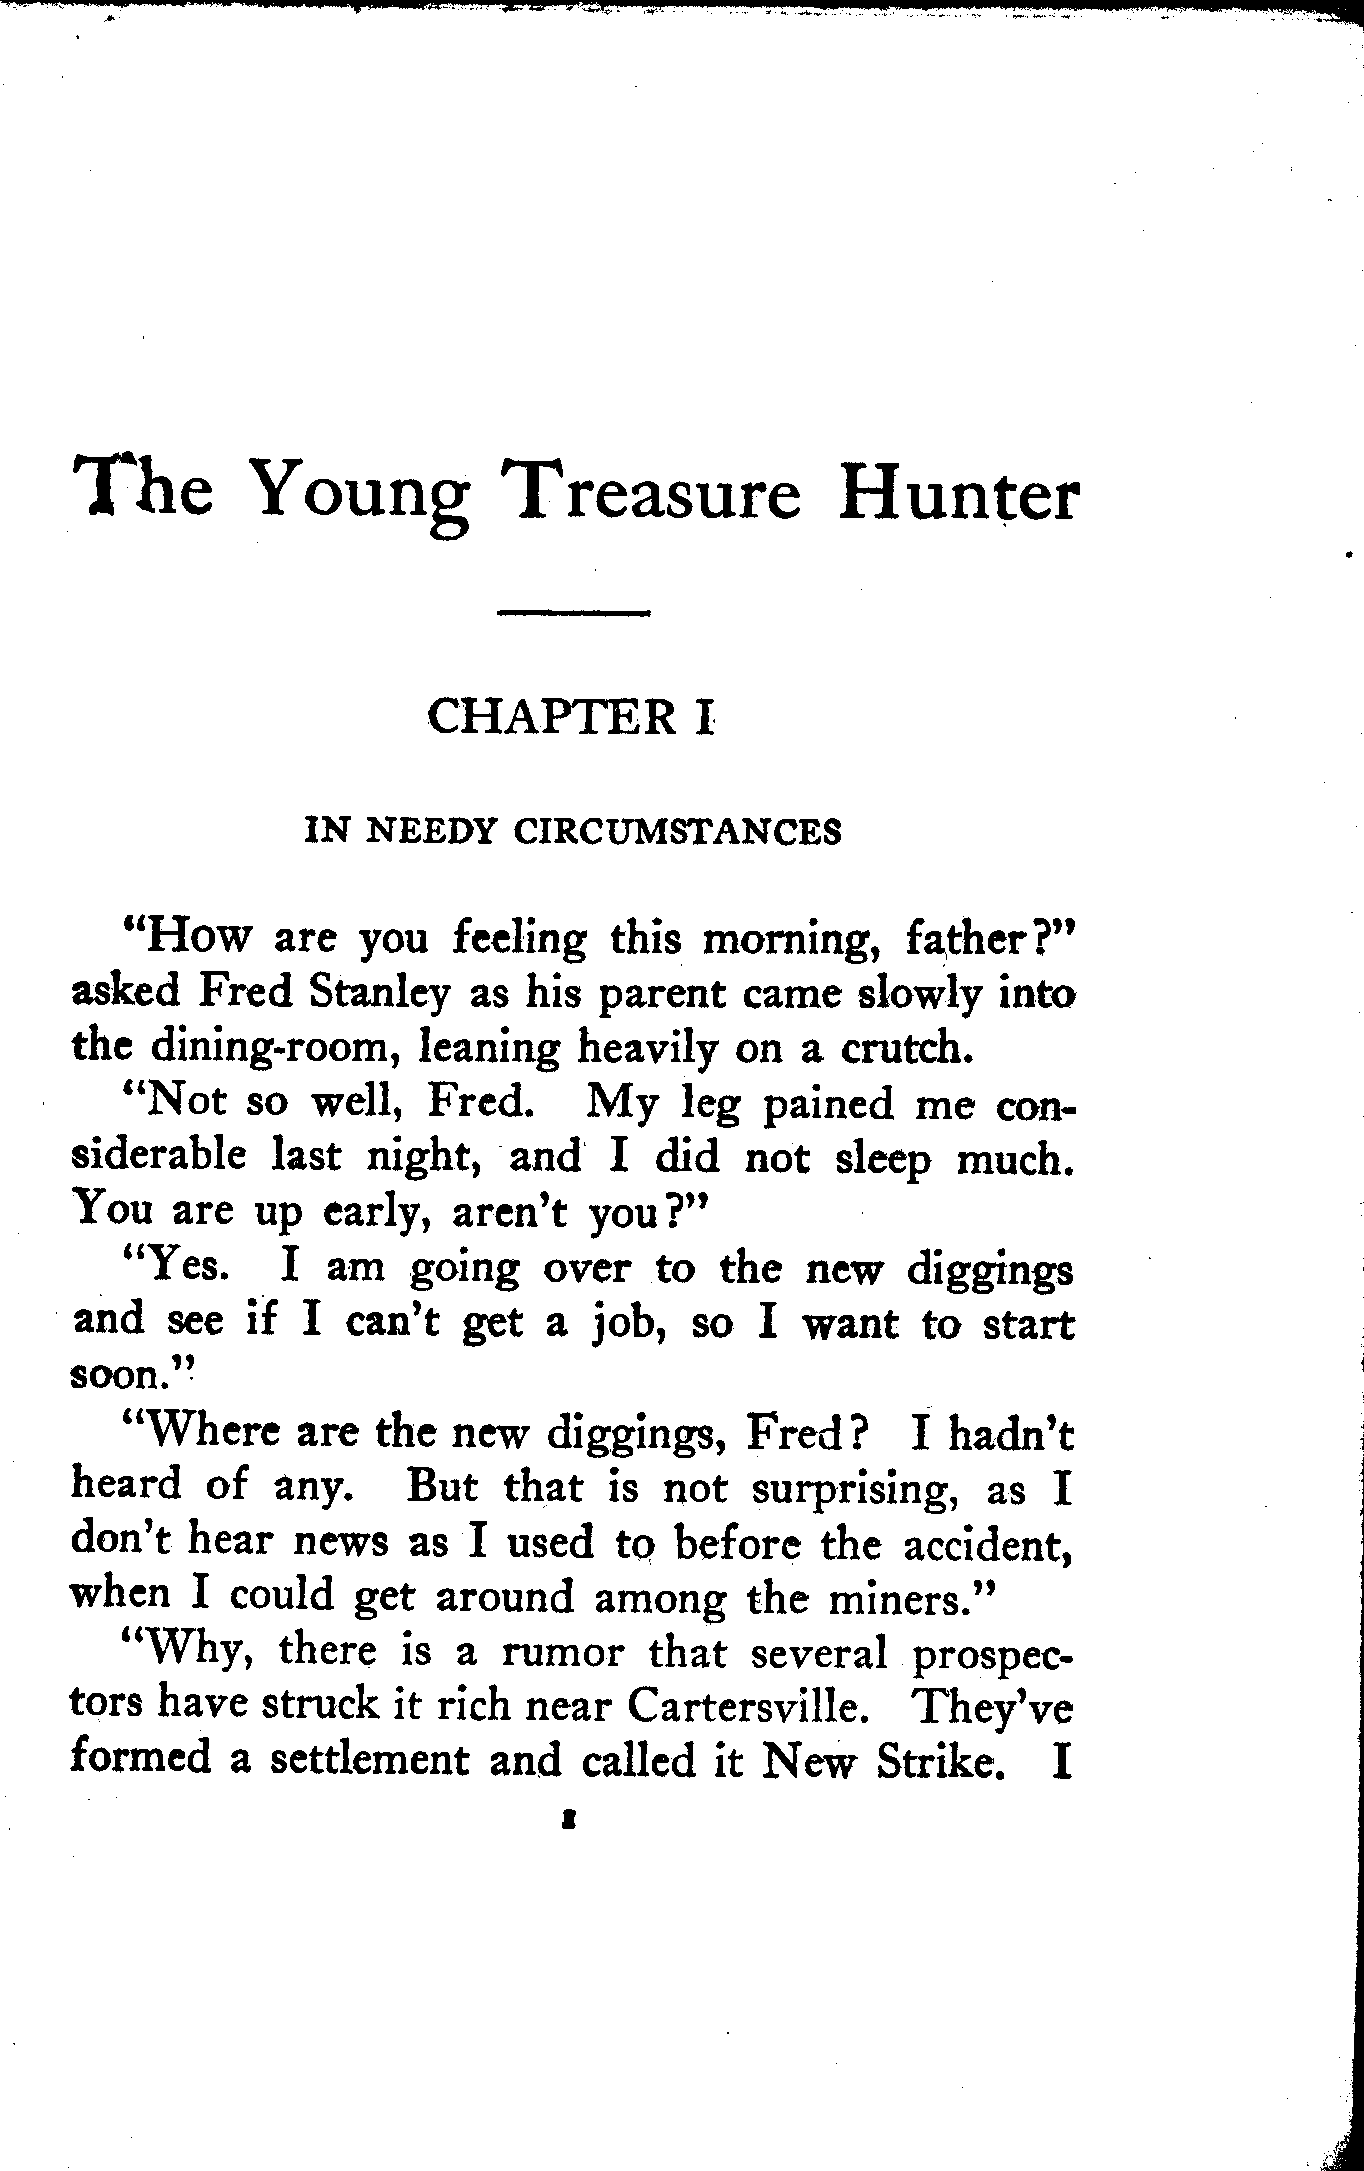 The Young Treasure Hunter
CHAPTER I
IN NEEDY CIRCUMSTANCES
"How are you feeling this morning, father?"
asked Fred Stanley as his parent came slowly into
the dining-room, leaning heavily on a crutch.
"Not so well, Fred. My leg pained me con-
siderable last night, and I did not sleep much.
You are up early, aren't you?"
"Yes. I am going over to the new diggings
and see if I can't get a job, so I want to start
soon."
"Where are the new diggings, Fred? I hadn't
heard of any. But that is not surprising, as I
don't hear news as I used to before the accident,
when I could get around among the miners."
"Why, there is a rumor that several prospec-
tors have struck it rich near Cartersville. They've
formed a settlement and called it New Strike. I
1